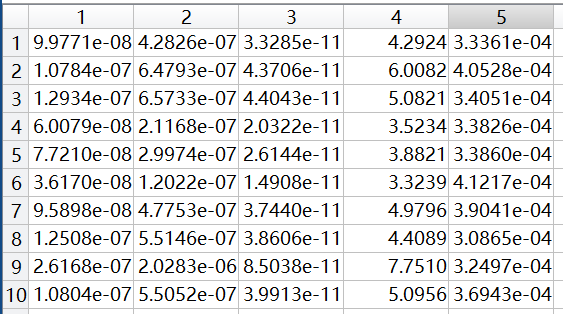 1 2 3 4 5
1 9.9771e-08 4.2826e-07 3.3285e-11 4.2924 3.3361e-04
2 1.0784e-07 6.4793e-07 4.3706e-11 6.0082 4.0528e-04
3 1.2934e-07 6.5733e-07 4.4043e-11 5.0821 3.4051e-04
4 6.0079e-08 2.1168e-07 2.0322e-11 3.5234 3.3826e-04
5 7.7210e-08 2.9974e-07 2.6144e-11 3.8821 3.3860e-04
6 3.6170e-08 1.2022e-07 1.4908e-11 3.3239 4.1217e-04
7 9.5898e-08 4.7753e-07 3.7440e-11 4.9796 3.9041e-04
8 1.2508e-07 5.5146e-07 3.8606e-11 4.4089 3.0865e-04
9 2.6168e-07 2.0283e-06 8.5038e-11 7.7510 3.2497e-04
10 1.0804e-07 5.5052e-07 3.9913e-11 5.0956 3.6943e-04